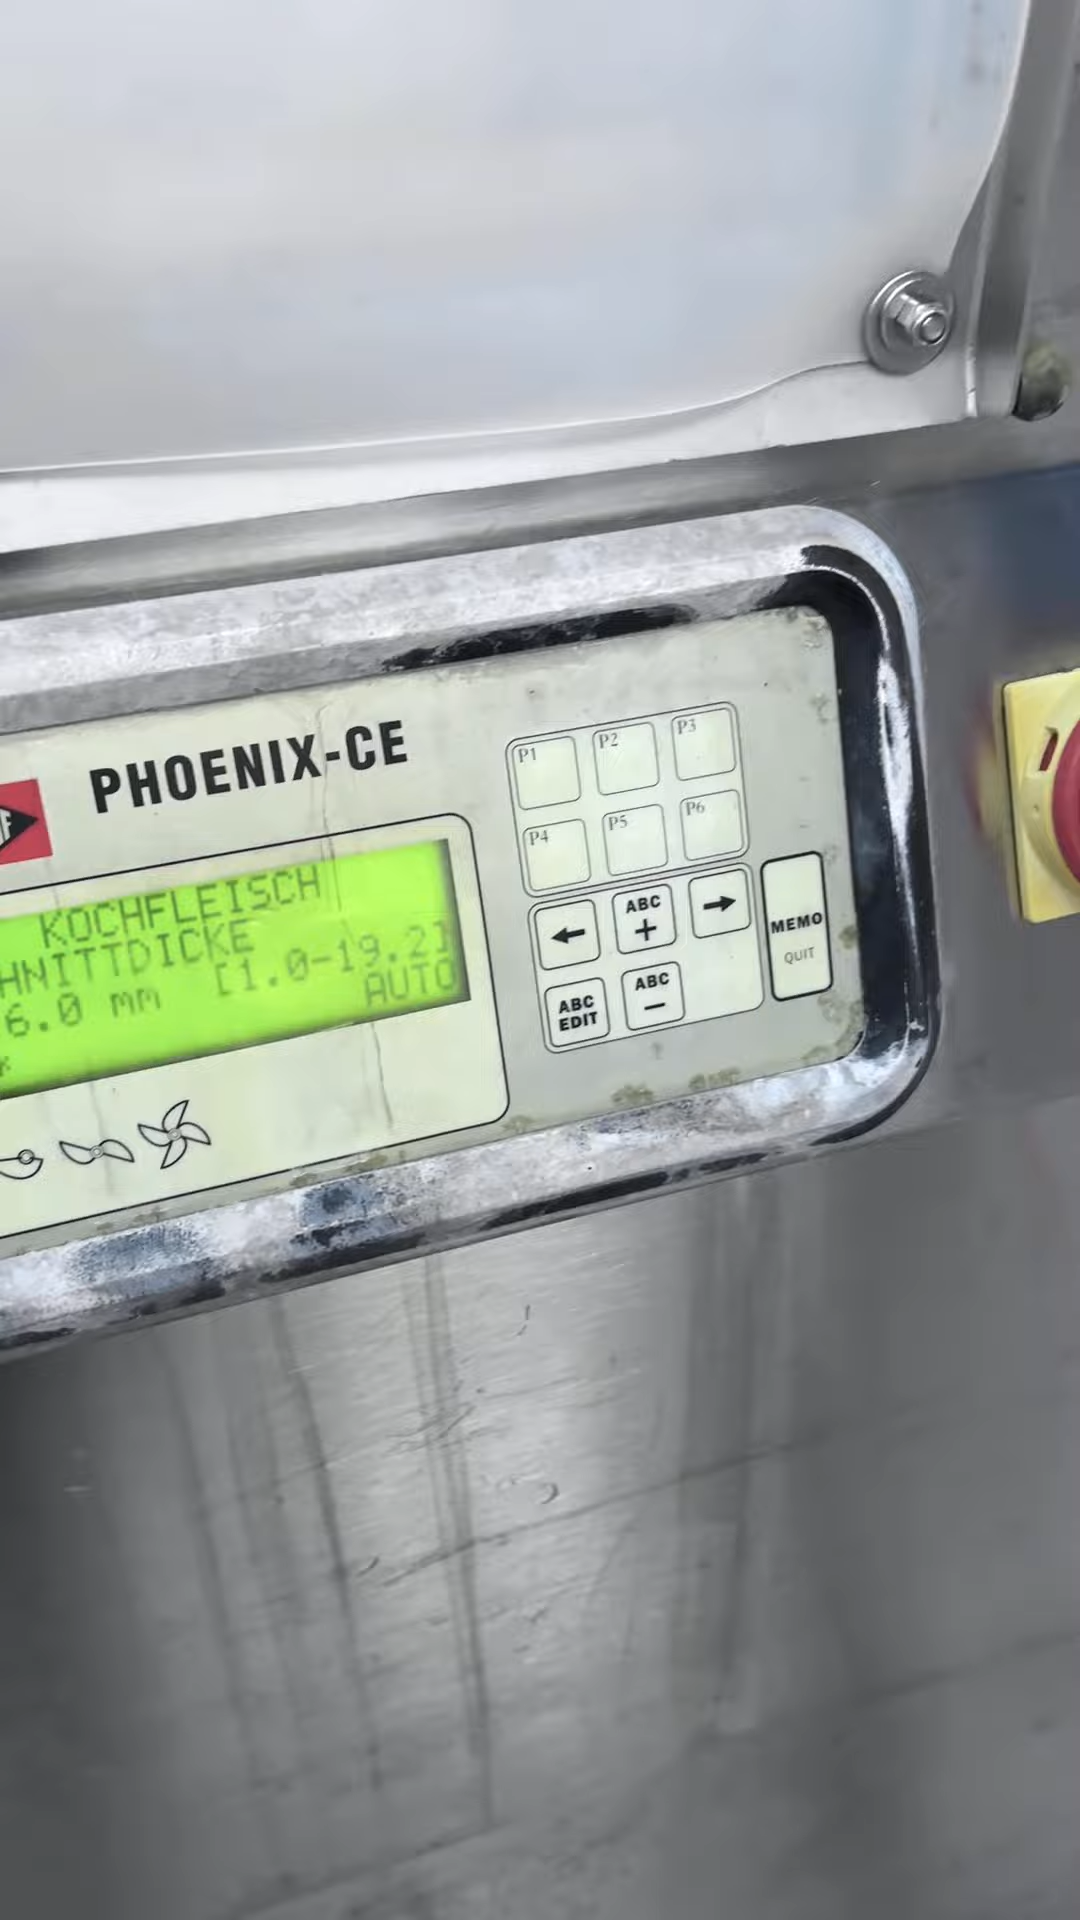 PHOENIX-CE
KOCHFLEISCH
HNITTDICKE
6.0 mm [1.0-19.2]
AUTO
P1 P2 P3
P4 P5 P6
ABC
+
ABC
EDIT
ABC
−
MEMO
QUIT